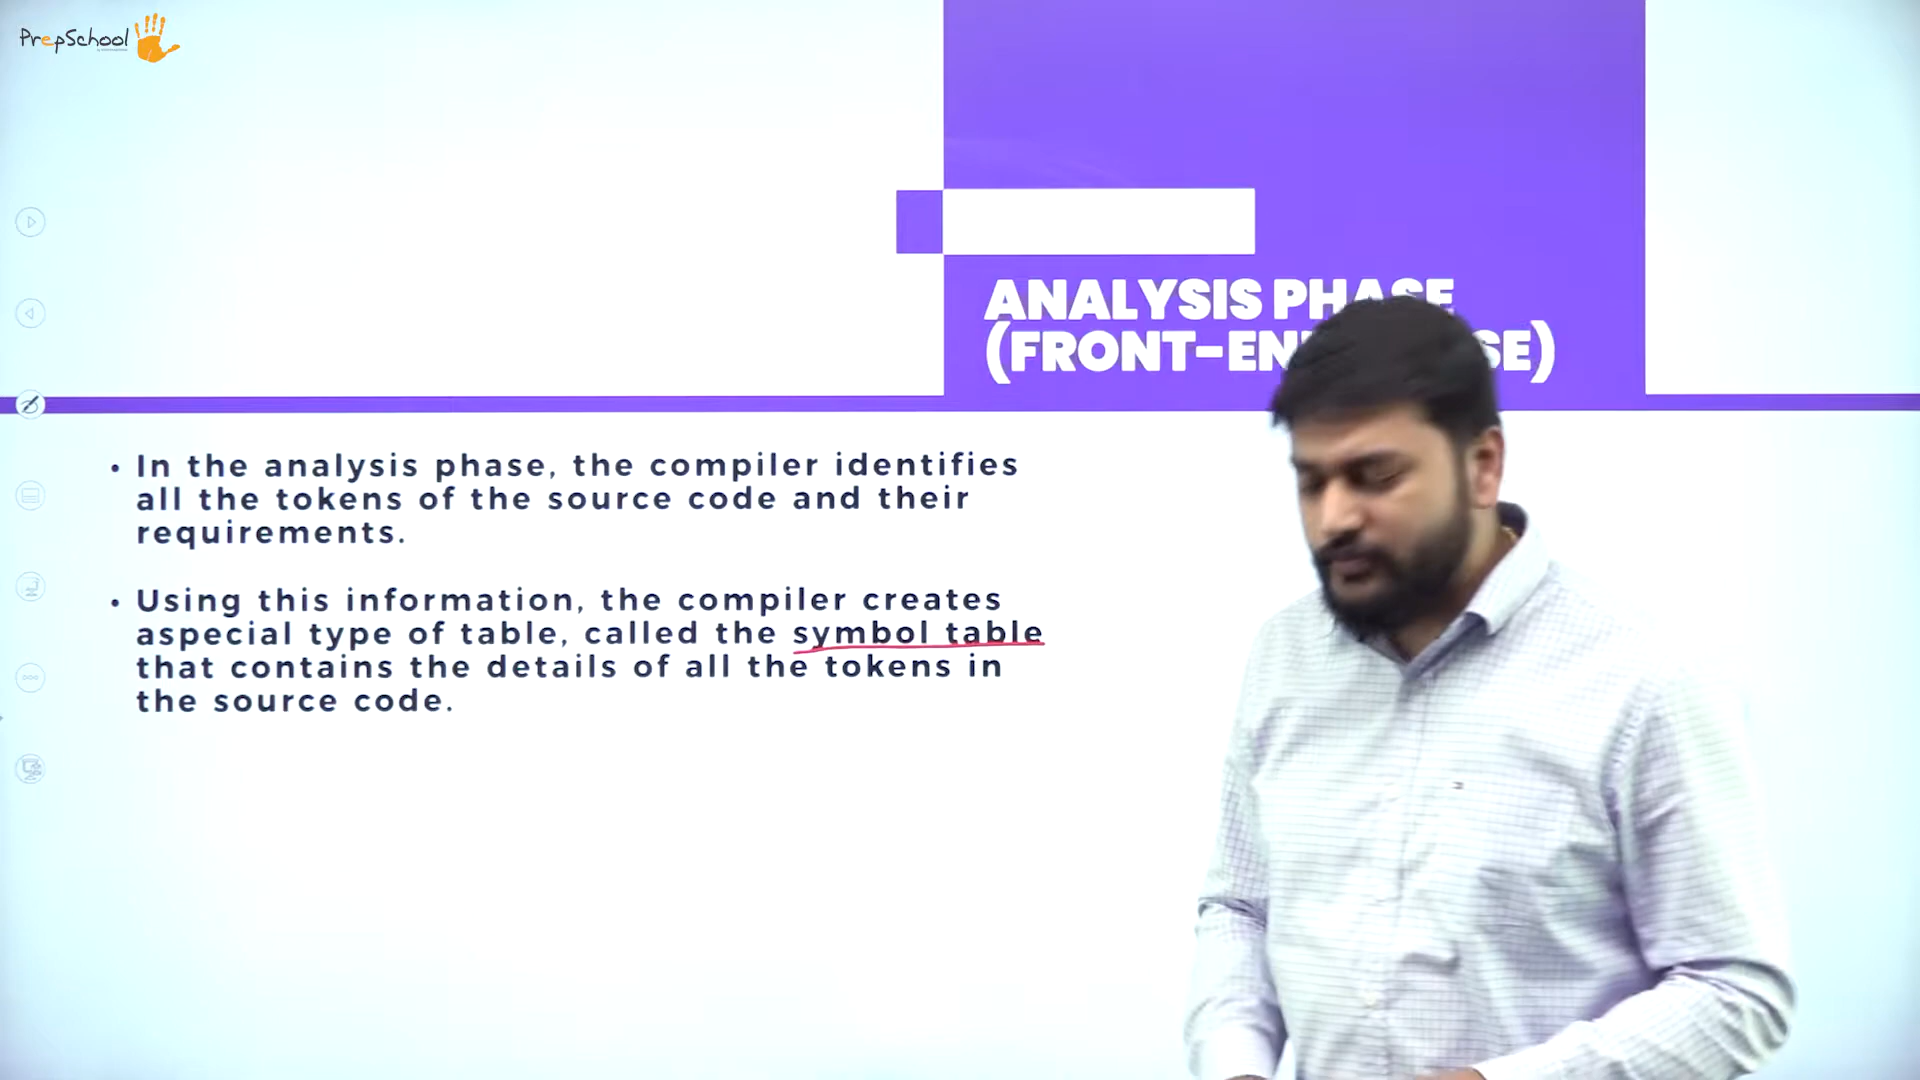 PrepSchool
ANALYSIS PHASE
(FRONT-EN
SE)
• In the analysis phase, the compiler identifies
all the tokens of the source code and their
requirements.
• Using this information, the compiler creates
aspecial type of table, called the symbol table
that contains the details of all the tokens in
the source code.